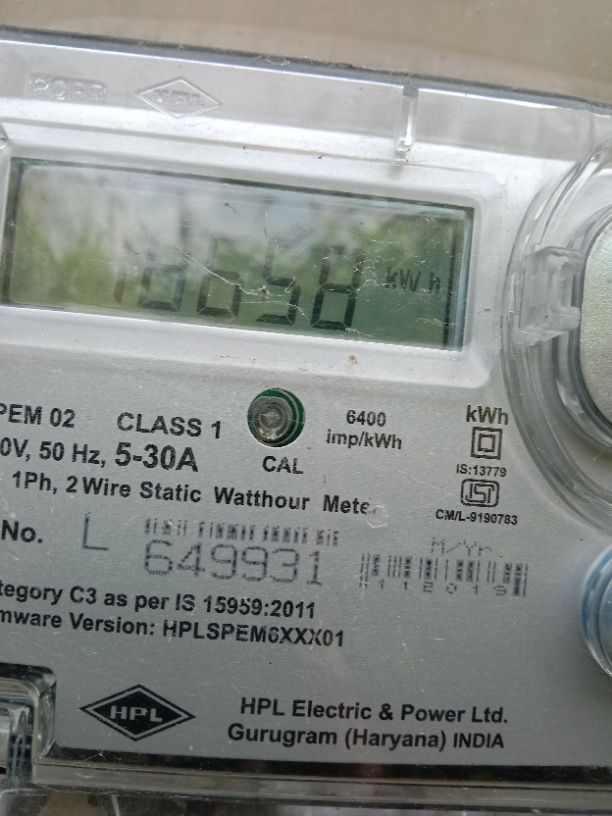 HPL
18658 kWh
PEM 02 CLASS 1
6400 imp/kWh
kWh
0V, 50 Hz, 5-30A
CAL
IS:13779
1Ph, 2 Wire Static Watthour Mete
CM/L-9190783
No. L 649931
M/Yr.
tegory C3 as per IS 15959:2011
mware Version: HPLSPEM6XXX01
HPL
HPL Electric & Power Ltd.
Gurugram (Haryana) INDIA